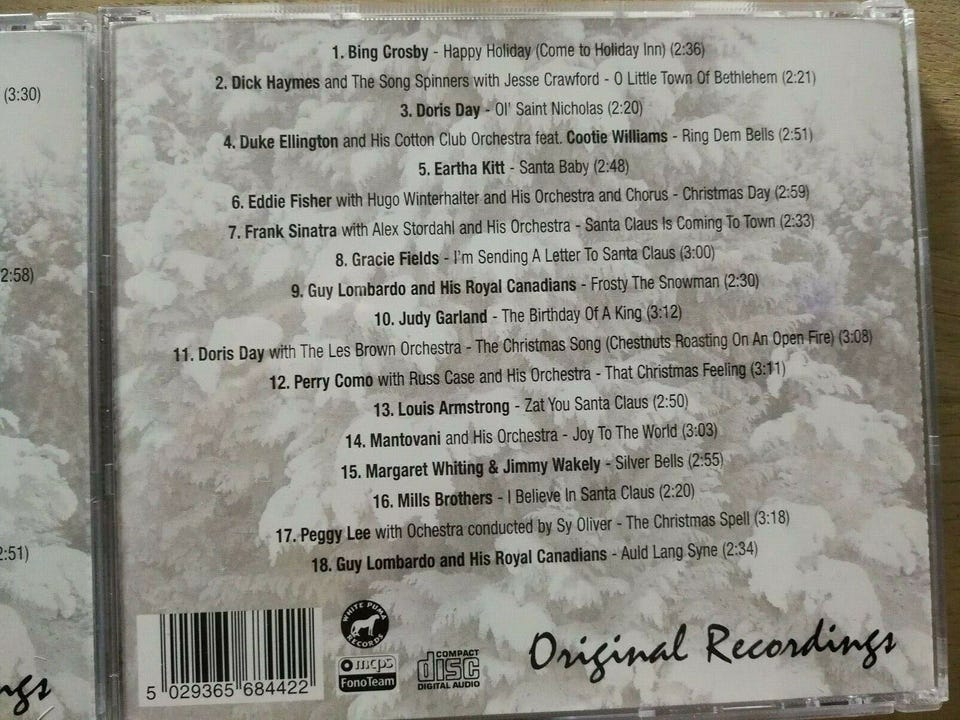 (3:30)
2:58)
2:51)
ngs
1. Bing Crosby - Happy Holiday (Come to Holiday Inn) (2:36)
2. Dick Haymes and The Song Spinners with Jesse Crawford - O Little Town Of Bethlehem (2:21)
3. Doris Day - Ol' Saint Nicholas (2:20)
4. Duke Ellington and His Cotton Club Orchestra feat. Cootie Williams - Ring Dem Bells (2:51)
5. Eartha Kitt - Santa Baby (2:48)
6. Eddie Fisher with Hugo Winterhalter and His Orchestra and Chorus - Christmas Day (2:59)
7. Frank Sinatra with Alex Stordahl and His Orchestra - Santa Claus Is Coming To Town (2:33)
8. Gracie Fields - I'm Sending A Letter To Santa Claus (3:00)
9. Guy Lombardo and His Royal Canadians - Frosty The Snowman (2:30)
10. Judy Garland - The Birthday Of A King (3:12)
11. Doris Day with The Les Brown Orchestra - The Christmas Song (Chestnuts Roasting On An Open Fire) (3:08)
12. Perry Como with Russ Case and His Orchestra - That Christmas Feeling (3:11)
13. Louis Armstrong - Zat You Santa Claus (2:50)
14. Mantovani and His Orchestra - Joy To The World (3:03)
15. Margaret Whiting & Jimmy Wakely - Silver Bells (2:55)
16. Mills Brothers - I Believe In Santa Claus (2:20)
17. Peggy Lee with Ochestra conducted by Sy Oliver - The Christmas Spell (3:18)
18. Guy Lombardo and His Royal Canadians - Auld Lang Syne (2:34)
5 029365 684422
WHITE PUMA
RECORDS
mcps
FonoTeam
COMPACT
disc
DIGITAL AUDIO
Original Recordings